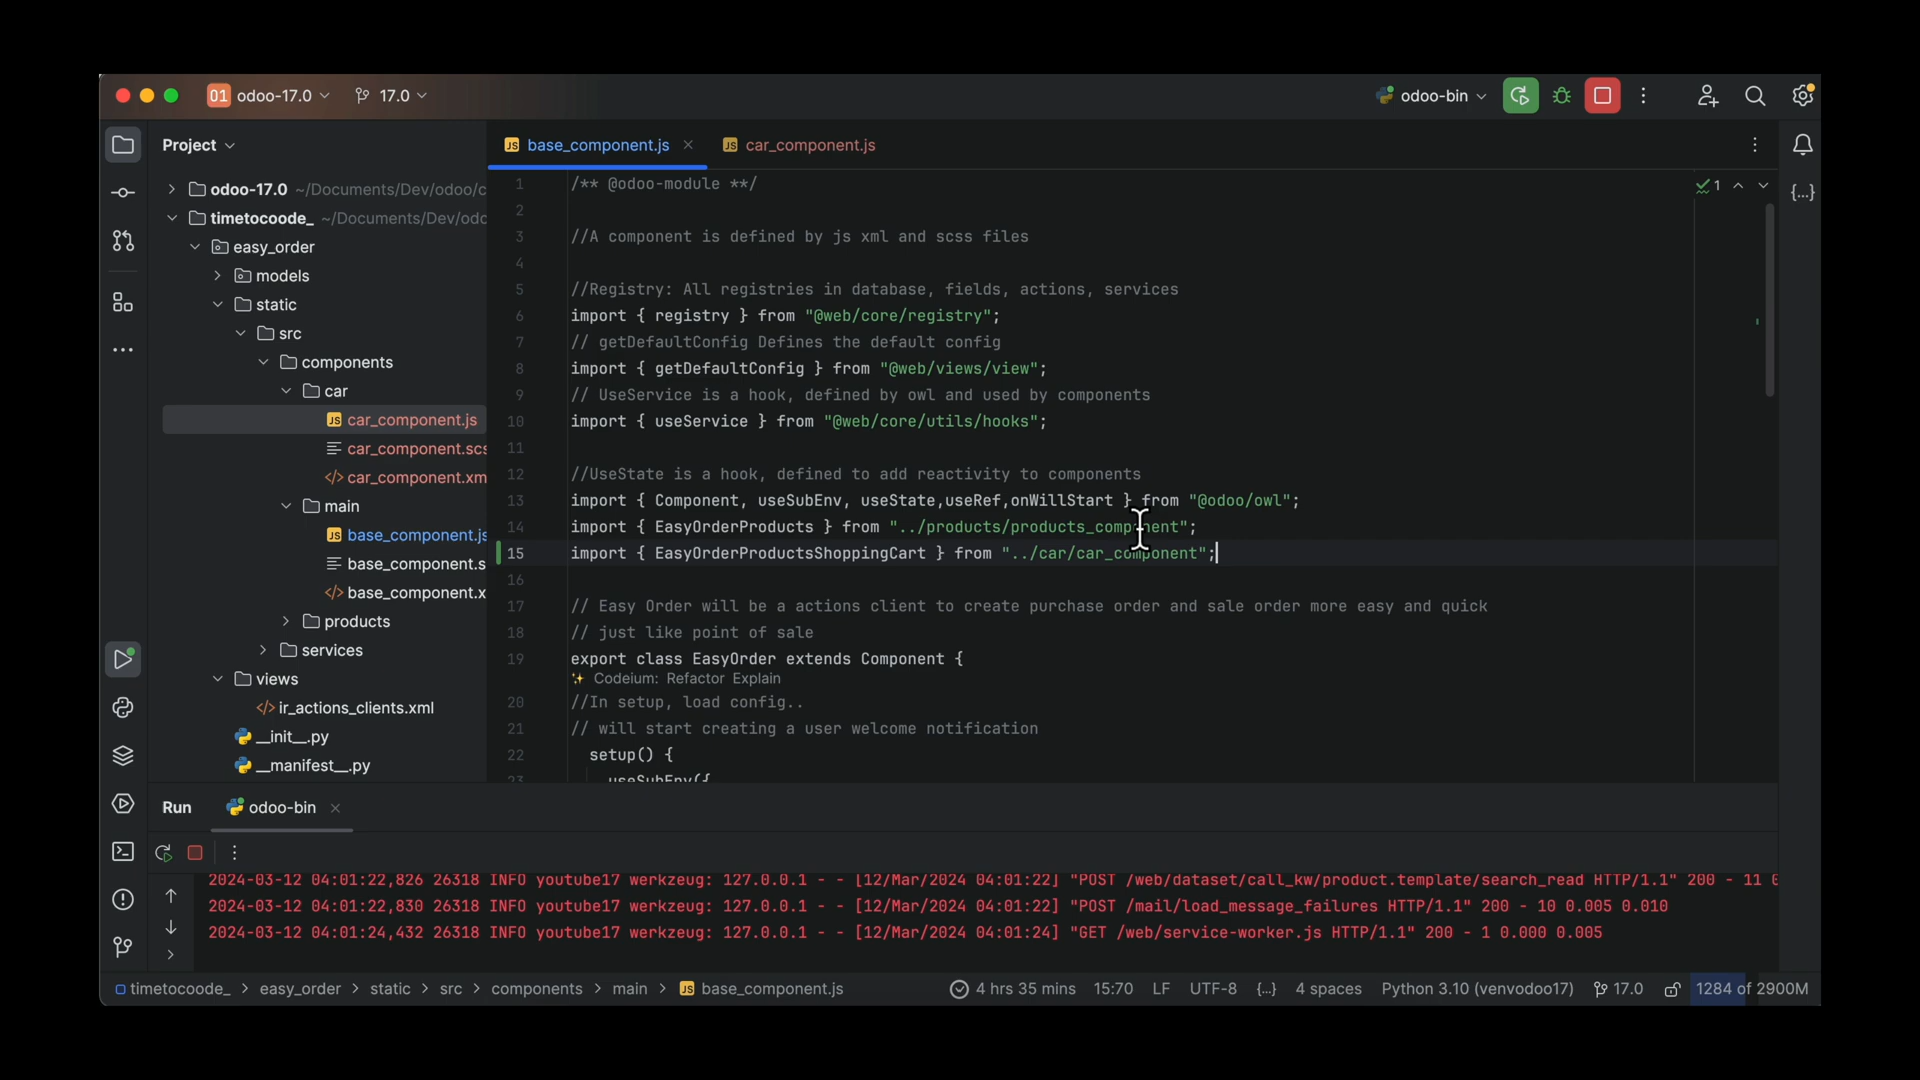 01 odoo-17.0 17.0 odoo-bin
Project
base_component.js car_component.js
odoo-17.0 ~/Documents/Dev/odoo/c
timetocoode_ ~/Documents/Dev/odo
easy_order
models
static
src
components
car
JS car_component.js
car_component.scs
</> car_component.xm
main
JS base_component.js
base_component.s
</> base_component.x
products
services
views
</> ir_actions_clients.xml
__init__.py
__manifest__.py
1 /** @odoo-module **/
2
3 //A component is defined by js xml and scss files
4
5 //Registry: All registries in database, fields, actions, services
6 import { registry } from "@web/core/registry";
7 // getDefaultConfig Defines the default config
8 import { getDefaultConfig } from "@web/views/view";
9 // UseService is a hook, defined by owl and used by components
10 import { useService } from "@web/core/utils/hooks";
11
12 //UseState is a hook, defined to add reactivity to components
13 import { Component, useSubEnv, useState,useRef,onWillStart } from "@odoo/owl";
14 import { EasyOrderProducts } from "../products/products_component";
15 import { EasyOrderProductsShoppingCart } from "../car/car_component";
16
17 // Easy Order will be a actions client to create purchase order and sale order more easy and quick
18 // just like point of sale
19 export class EasyOrder extends Component {
Codeium: Refactor Explain
20 //In setup, load config..
21 // will start creating a user welcome notification
22 setup() {
23 useSubEnv({
1
{...}
Run odoo-bin
2024-03-12 04:01:22,826 26318 INFO youtube17 werkzeug: 127.0.0.1 - - [12/Mar/2024 04:01:22] "POST /web/dataset/call_kw/product.template/search_read HTTP/1.1" 200 - 11 0
2024-03-12 04:01:22,830 26318 INFO youtube17 werkzeug: 127.0.0.1 - - [12/Mar/2024 04:01:22] "POST /mail/load_message_failures HTTP/1.1" 200 - 10 0.005 0.010
2024-03-12 04:01:24,432 26318 INFO youtube17 werkzeug: 127.0.0.1 - - [12/Mar/2024 04:01:24] "GET /web/service-worker.js HTTP/1.1" 200 - 1 0.000 0.005
timetocoode_ > easy_order > static > src > components > main > JS base_component.js 4 hrs 35 mins 15:70 LF UTF-8 {...} 4 spaces Python 3.10 (venvodoo17) 17.0 1284 of 2900M